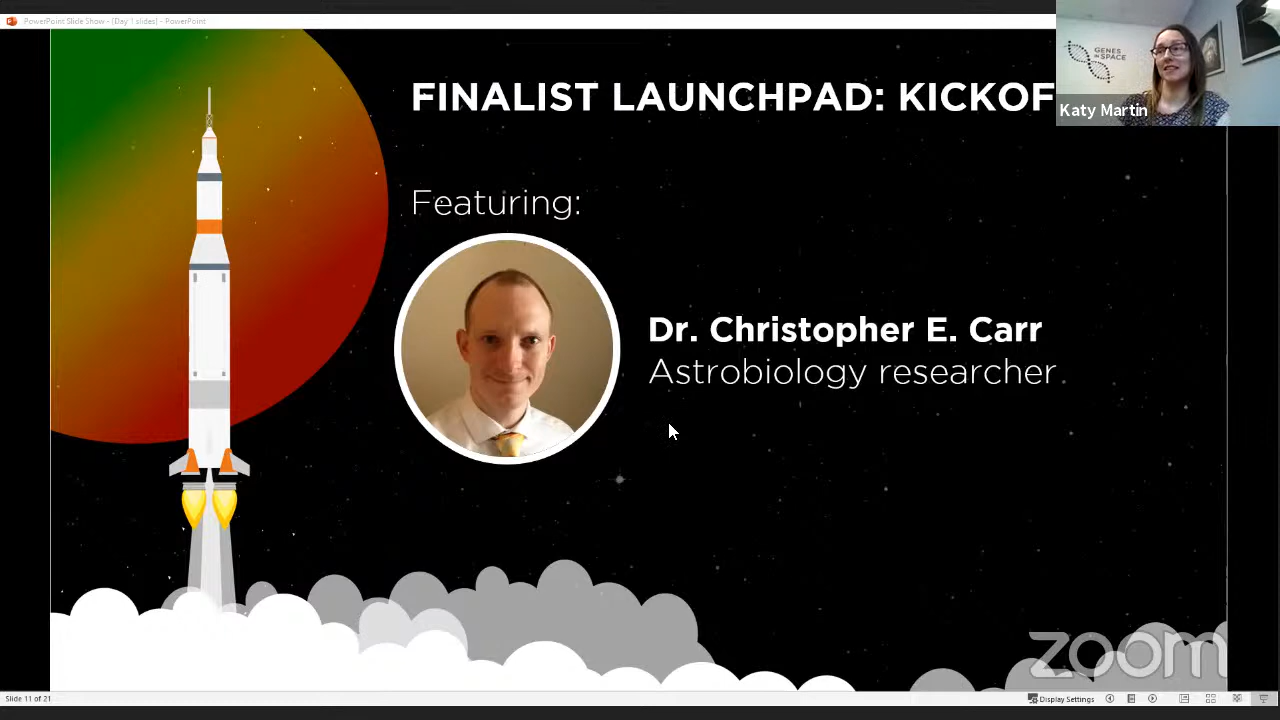 PowerPoint Slide Show - [Day 1 slides] - PowerPoint
GENES
IN SPACE
Katy Martin
FINALIST LAUNCHPAD: KICKOF
Featuring:
Dr. Christopher E. Carr
Astrobiology researcher
zoom
Slide 11 of 21
Display Settings